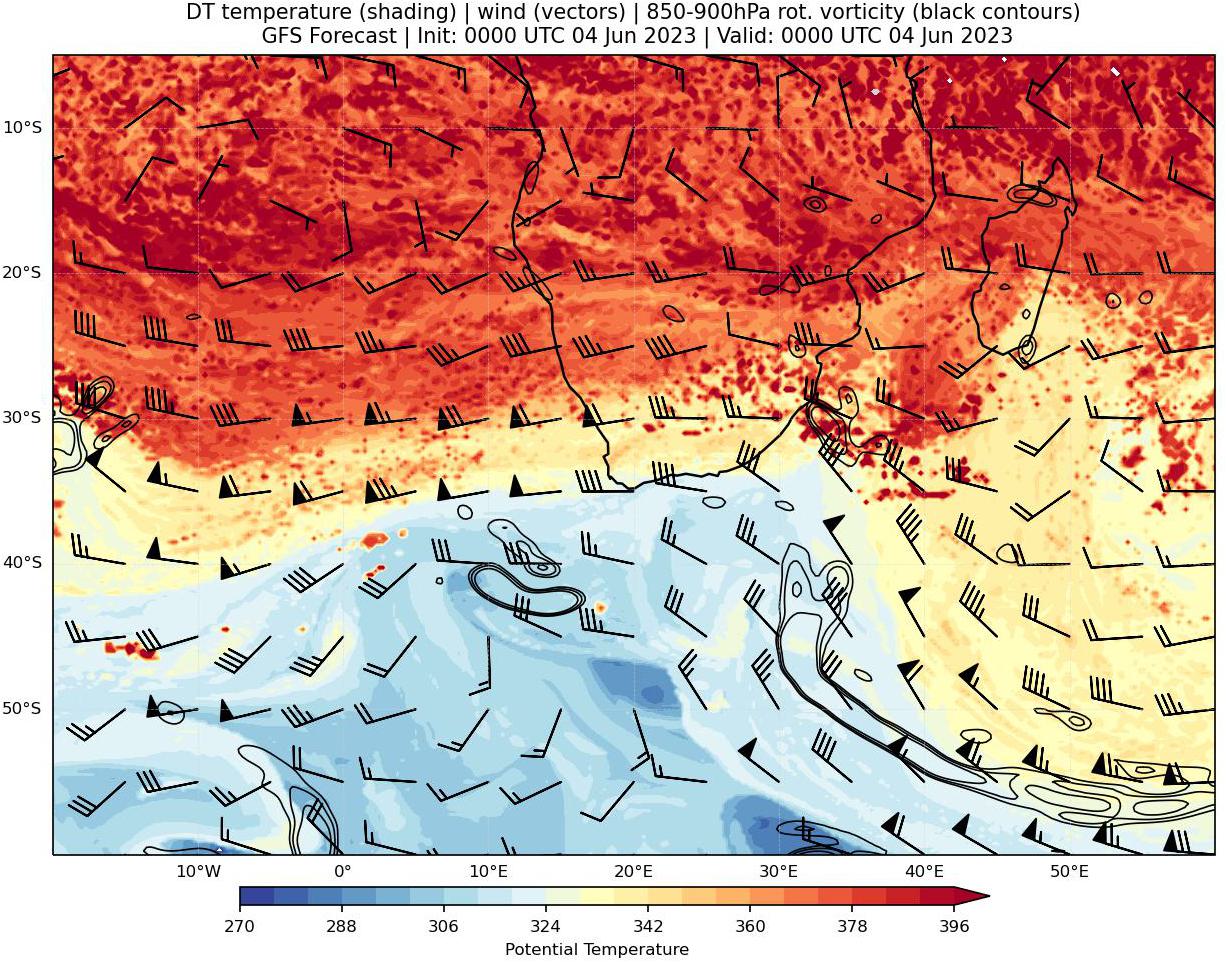 DT temperature (shading) | wind (vectors) | 850-900hPa rot. vorticity (black contours)
GFS Forecast | Init: 0000 UTC 04 Jun 2023 | Valid: 0000 UTC 04 Jun 2023
10°S
20°S
30°S
40°S
50°S
10°W 0° 10°E 20°E 30°E 40°E 50°E
270 288 306 324 342 360 378 396
Potential Temperature